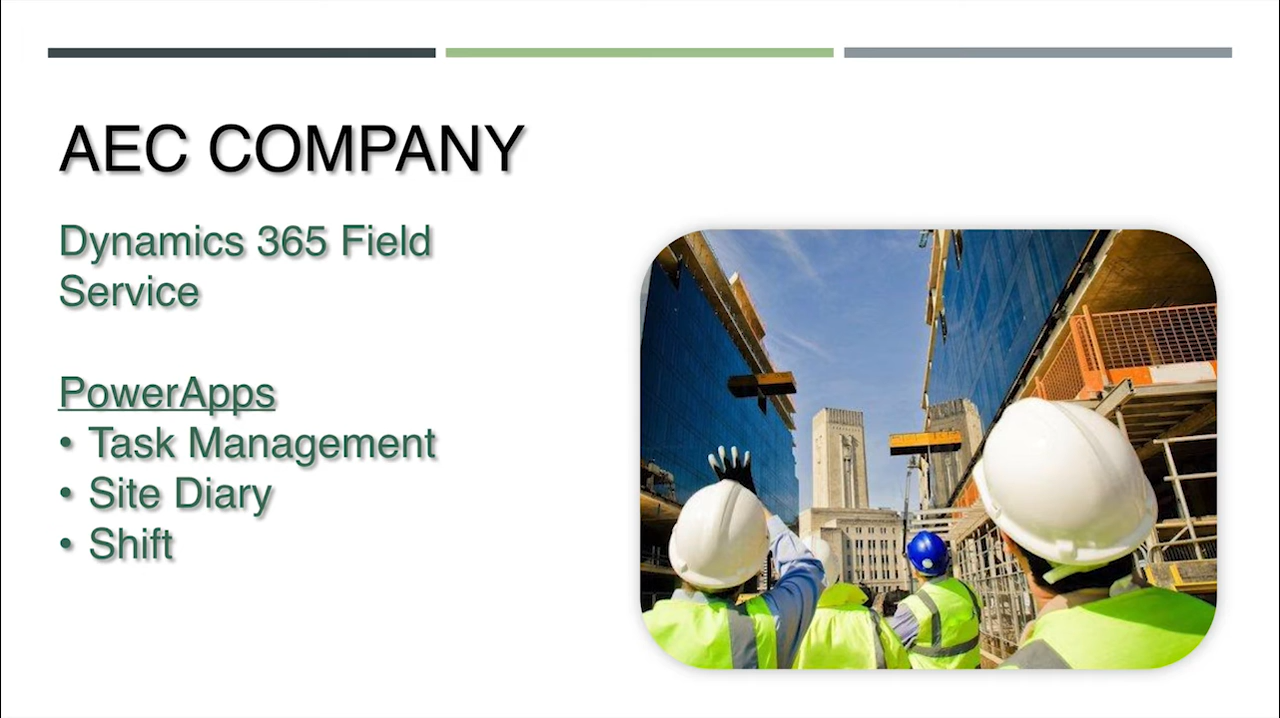 AEC COMPANY
Dynamics 365 Field
Service
PowerApps
• Task Management
• Site Diary
• Shift